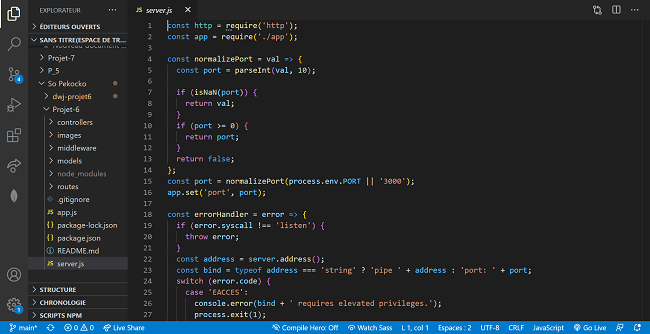 EXPLORATEUR
···
ÉDITEURS OUVERTS
SANS TITRE(ESPACE DE TR...
Projet-7
P_5
So Pekocko
dwj-projet6
Projet-6
controllers
images
middleware
models
node_modules
routes
.gitignore
app.js
package-lock.json
package.json
README.md
server.js
STRUCTURE
CHRONOLOGIE
SCRIPTS NPM
4
1
JS server.js ×
1 const http = require('http');
2 const app = require('./app');
3
4 const normalizePort = val => {
5 const port = parseInt(val, 10);
6
7 if (isNaN(port)) {
8 return val;
9 }
10 if (port >= 0) {
11 return port;
12 }
13 return false;
14 };
15 const port = normalizePort(process.env.PORT || '3000');
16 app.set('port', port);
17
18 const errorHandler = error => {
19 if (error.syscall !== 'listen') {
20 throw error;
21 }
22 const address = server.address();
23 const bind = typeof address === 'string' ? 'pipe ' + address : 'port: ' + port;
24 switch (error.code) {
25 case 'EACCES':
26 console.error(bind + ' requires elevated privileges.');
27 process.exit(1);
main* 0 0 Live Share Compile Hero: Off Watch Sass L 1, col 1 Espaces : 2 UTF-8 CRLF JavaScript Go Live